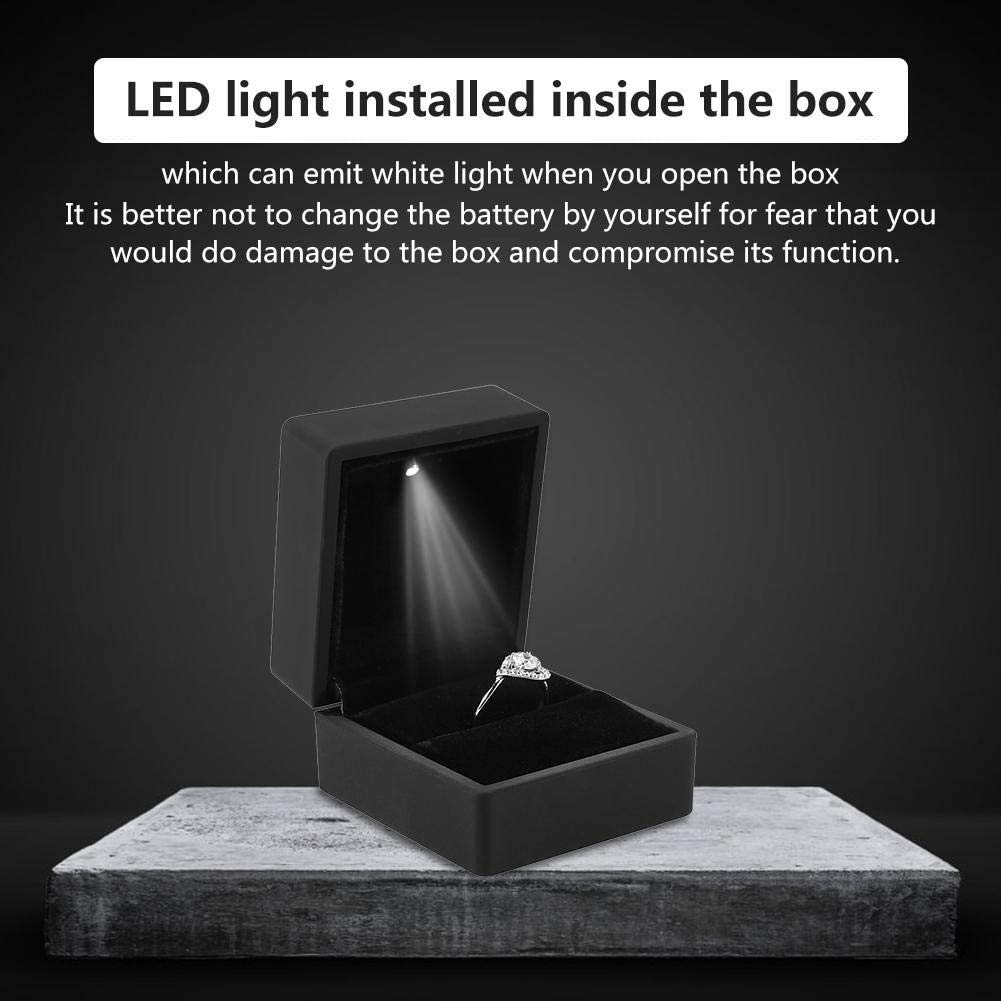 LED light installed inside the box
which can emit white light when you open the box
It is better not to change the battery by yourself for fear that you
would do damage to the box and compromise its function.